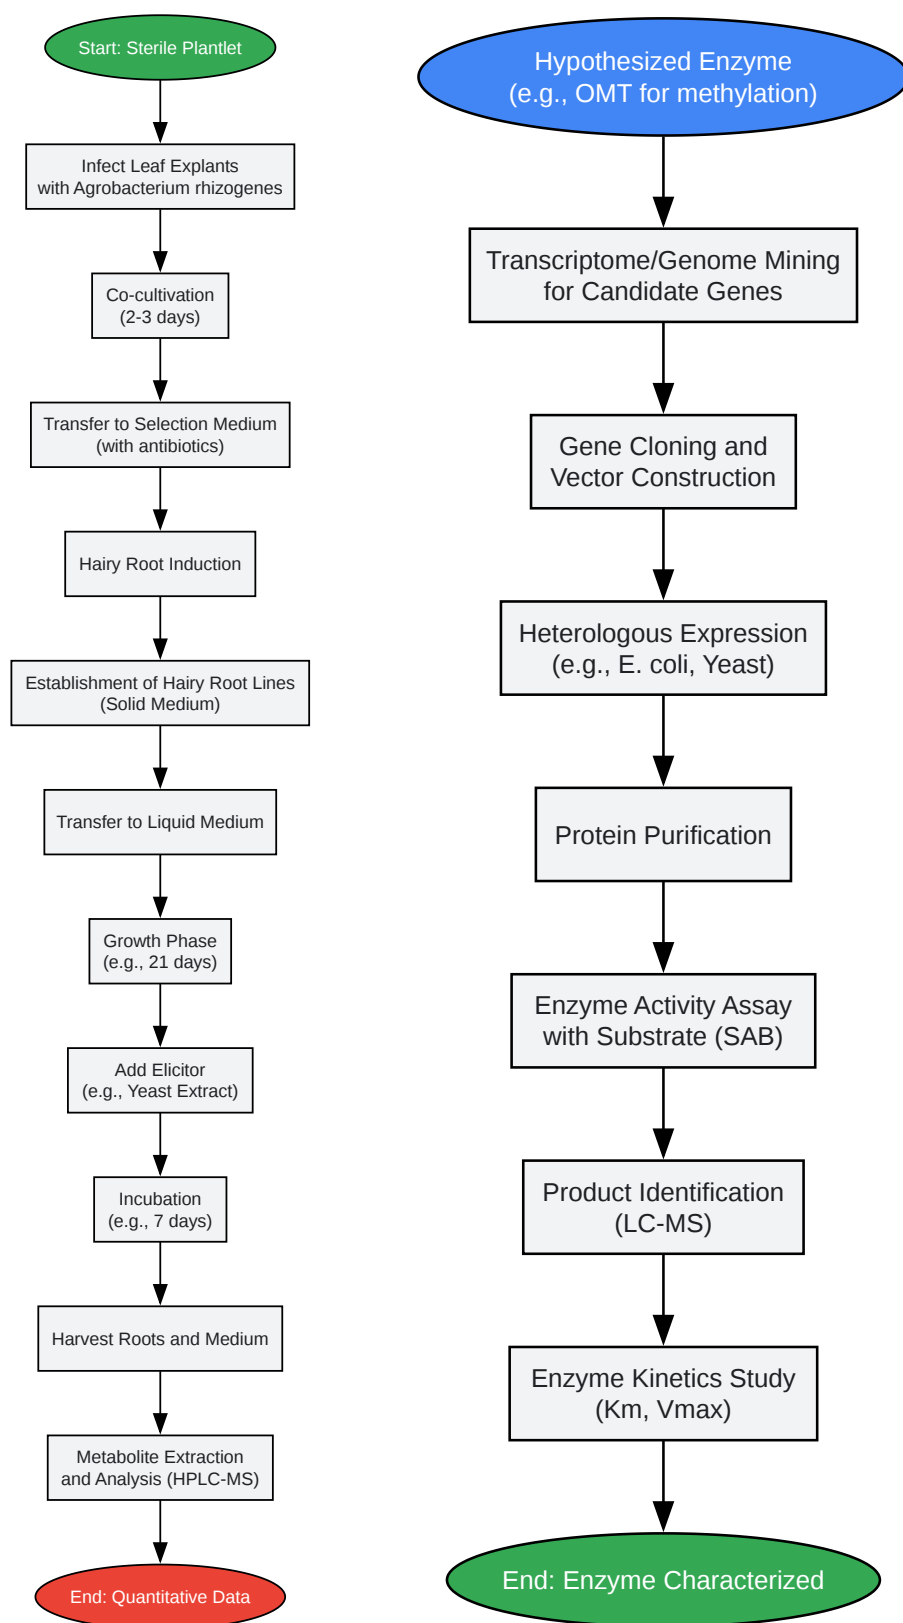 Start: Sterile Plantlet
Infect Leaf Explants
with Agrobacterium rhizogenes
Co-cultivation
(2-3 days)
Transfer to Selection Medium
(with antibiotics)
Hairy Root Induction
Establishment of Hairy Root Lines
(Solid Medium)
Transfer to Liquid Medium
Growth Phase
(e.g., 21 days)
Add Elicitor
(e.g., Yeast Extract)
Incubation
(e.g., 7 days)
Harvest Roots and Medium
Metabolite Extraction
and Analysis (HPLC-MS)
End: Quantitative Data
Hypothesized Enzyme
(e.g., OMT for methylation)
Transcriptome/Genome Mining
for Candidate Genes
Gene Cloning and
Vector Construction
Heterologous Expression
(e.g., E. coli, Yeast)
Protein Purification
Enzyme Activity Assay
with Substrate (SAB)
Product Identification
(LC-MS)
Enzyme Kinetics Study
(Km, Vmax)
End: Enzyme Characterized